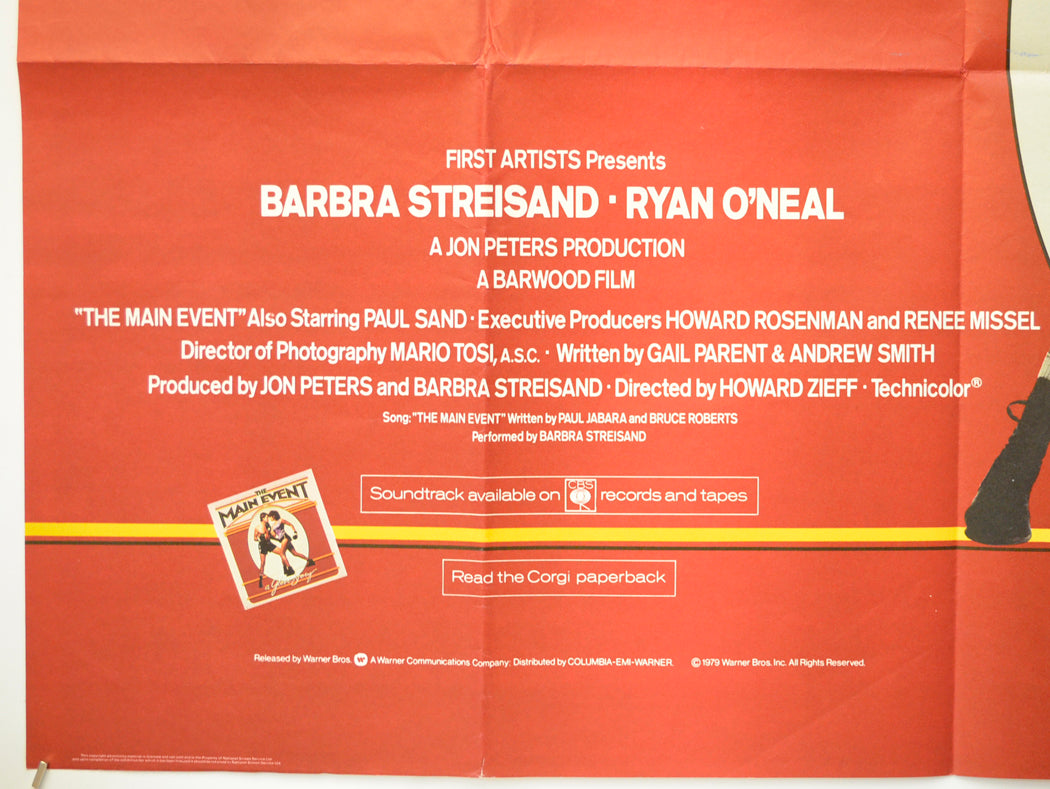 FIRST ARTISTS Presents
BARBRA STREISAND · RYAN O'NEAL
A JON PETERS PRODUCTION
A BARWOOD FILM
"THE MAIN EVENT" Also Starring PAUL SAND · Executive Producers HOWARD ROSENMAN and RENEE MISSEL
Director of Photography MARIO TOSI, A.S.C. · Written by GAIL PARENT & ANDREW SMITH
Produced by JON PETERS and BARBRA STREISAND · Directed by HOWARD ZIEFF · Technicolor®
Song: "THE MAIN EVENT" Written by PAUL JABARA and BRUCE ROBERTS
Performed by BARBRA STREISAND
THE
MAIN EVENT
Soundtrack available on CBS records and tapes
Read the Corgi paperback
Released by Warner Bros. W A Warner Communications Company: Distributed by COLUMBIA-EMI-WARNER. © 1979 Warner Bros. Inc. All Rights Reserved.